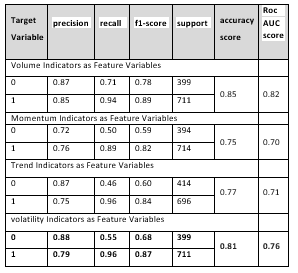 Target Variable precision recall f1-score support accuracy score Roc AUC score
Volume Indicators as Feature Variables
0 0.87 0.71 0.78 399 0.85 0.82
1 0.85 0.94 0.89 711
Momentum Indicators as Feature Variables
0 0.72 0.50 0.59 394 0.75 0.70
1 0.76 0.89 0.82 714
Trend Indicators as Feature Variables
0 0.87 0.46 0.60 414 0.77 0.71
1 0.75 0.96 0.84 696
volatility Indicators as Feature Variables
0 0.88 0.55 0.68 399 0.81 0.76
1 0.79 0.96 0.87 711